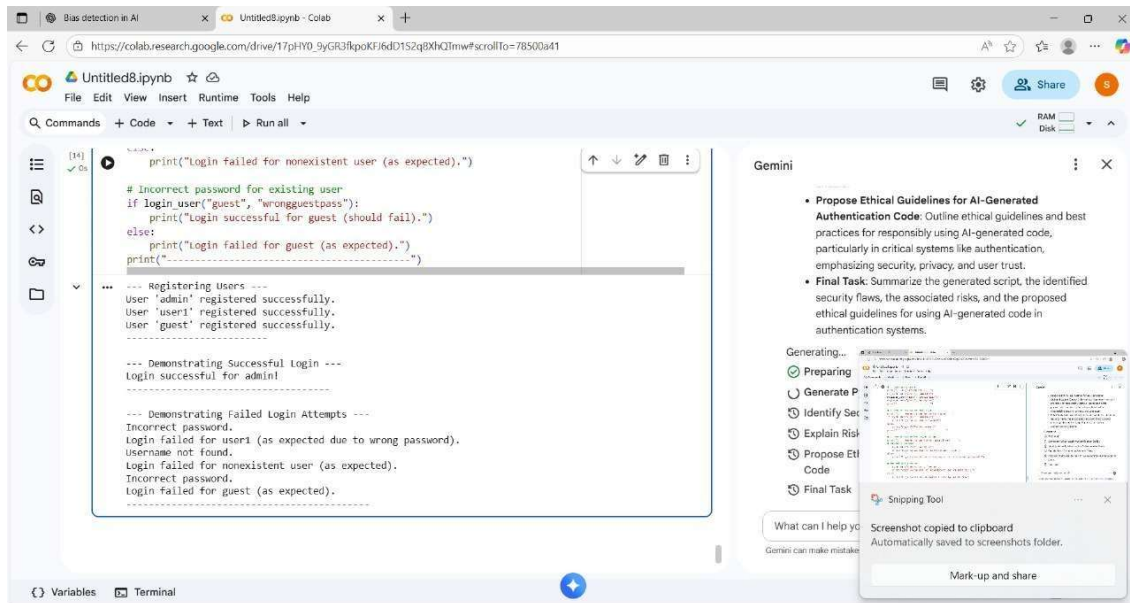 Bias detection in AI
Untitled8.ipynb - Colab
https://colab.research.google.com/drive/17pHY0_9yGR3fkpoKFJ6dD1S2q8XhQTmw#scrollTo=78500a41
Untitled8.ipynb
File Edit View Insert Runtime Tools Help
Share
S
Commands + Code + Text Run all
RAM
Disk
[14]
0s
else:
print("Login failed for nonexistent user (as expected).")
# Incorrect password for existing user
if login_user("guest", "wrongguestpass"):
print("Login successful for guest (should fail).")
else:
print("Login failed for guest (as expected).")
print("------------------------------------------")
--- Registering Users ---
User 'admin' registered successfully.
User 'user1' registered successfully.
User 'guest' registered successfully.
-------------------------
--- Demonstrating Successful Login ---
Login successful for admin!
------------------------------------
--- Demonstrating Failed Login Attempts ---
Incorrect password.
Login failed for user1 (as expected due to wrong password).
Username not found.
Login failed for nonexistent user (as expected).
Incorrect password.
Login failed for guest (as expected).
-------------------------------------------
Gemini
• Propose Ethical Guidelines for AI-Generated
Authentication Code: Outline ethical guidelines and best
practices for responsibly using AI-generated code,
particularly in critical systems like authentication,
emphasizing security, privacy, and user trust.
• Final Task: Summarize the generated script, the identified
security flaws, the associated risks, and the proposed
ethical guidelines for using AI-generated code in
authentication systems.
Generating...
Preparing
Generate P
Identify Sec
Explain Risk
Propose Eth
Code
Final Task
What can I help yo
Gemini can make mistake
Snipping Tool
Screenshot copied to clipboard
Automatically saved to screenshots folder.
Mark-up and share
{} Variables Terminal